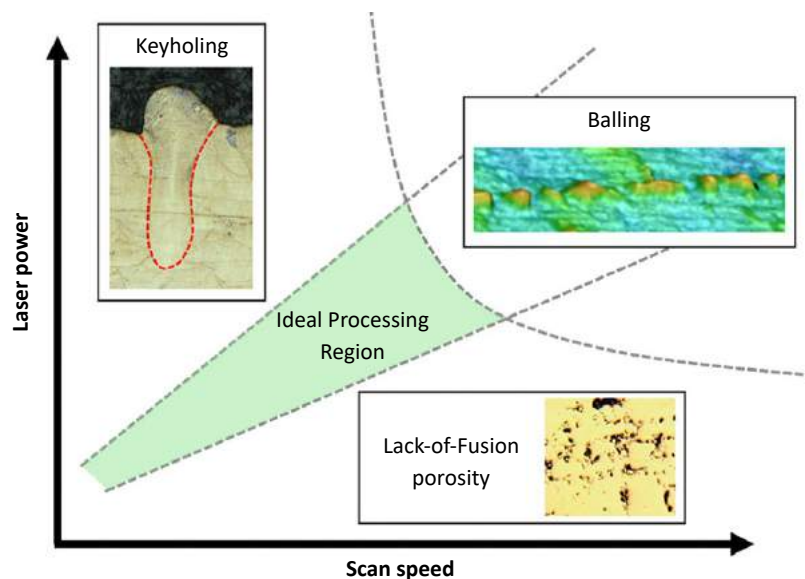 Keyholing
Balling
Laser power
Ideal Processing
Region
Lack-of-Fusion
porosity
Scan speed